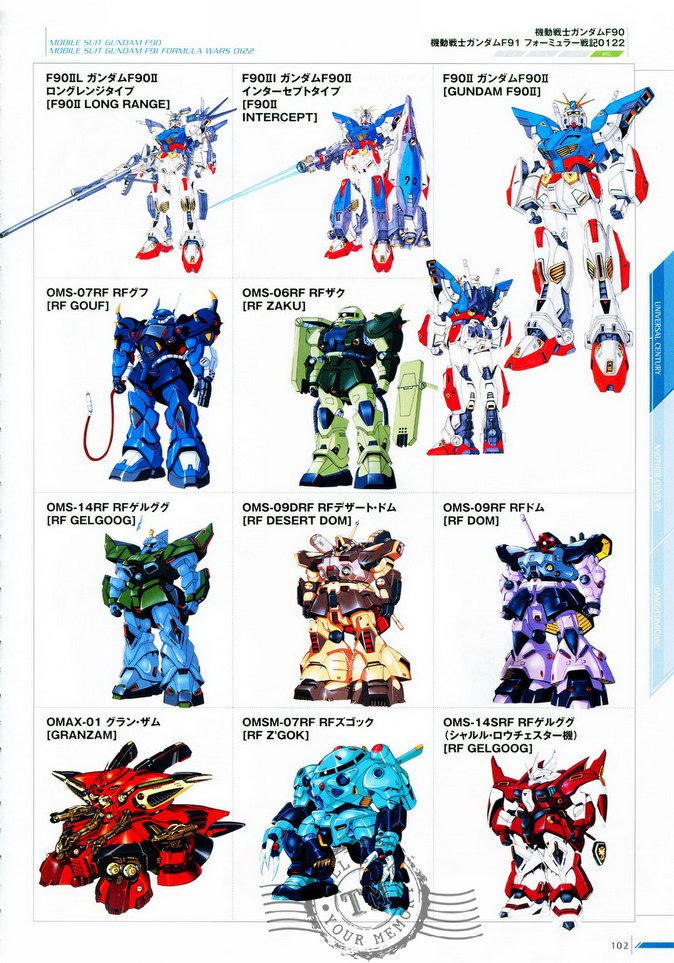 MOBILE SUIT GUNDAM F90
MOBILE SUIT GUNDAM F91 FORMULA WARS 0122
機動戦士ガンダムF90
機動戦士ガンダムF91 フォーミュラー戦記0122
F90ⅡL ガンダムF90Ⅱ
ロングレンジタイプ
[F90Ⅱ LONG RANGE]
F90ⅡI ガンダムF90Ⅱ
インターセプトタイプ
[F90Ⅱ
INTERCEPT]
F90Ⅱ ガンダムF90Ⅱ
[GUNDAM F90Ⅱ]
OMS-07RF RFグフ
[RF GOUF]
OMS-06RF RFザク
[RF ZAKU]
OMS-14RF RFゲルググ
[RF GELGOOG]
OMS-09DRF RFデザート・ドム
[RF DESERT DOM]
OMS-09RF RFドム
[RF DOM]
OMAX-01 グラン・ザム
[GRANZAM]
OMSM-07RF RFズゴック
[RF Z'GOK]
OMS-14SRF RFゲルググ
(シャルル・ロウチェスター機)
[RF GELGOOG]
UNIVERSAL CENTURY
ANOTHER CENTURY
YOUR MEMO
102